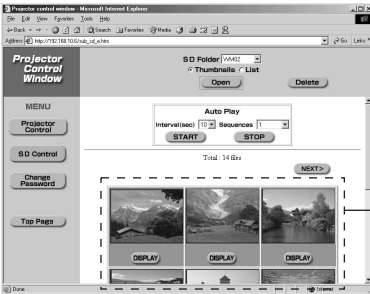 Projector control window - Microsoft Internet Explorer
File Edit View Favorites Tools Help
Back Search Favorites Media
Address http://192.168.10.6/sub_sd_e.htm Go Links
Projector
Control
Window
SD Folder WM02
Thumbnails List
Open Delete
MENU
Projector
Control
SD Control
Change
Password
Top Page
Auto Play
Interval(sec) 10 Sequences 1
START STOP
Total : 14 files
NEXT>
DISPLAY DISPLAY DISPLAY
Done Internet